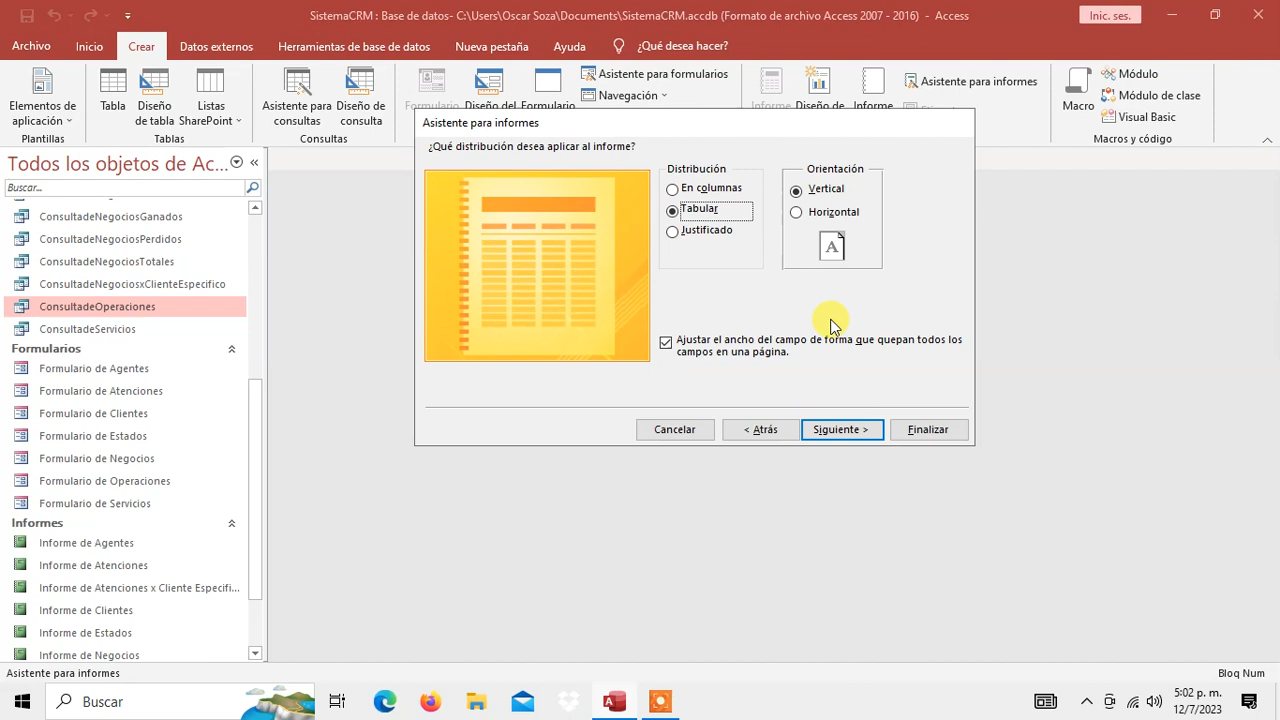 SistemaCRM : Base de datos- C:\Users\Oscar Soza\Documents\SistemaCRM.accdb (Formato de archivo Access 2007 - 2016) - Access
Inic. ses.
Archivo Inicio Crear Datos externos Herramientas de base de datos Nueva pestaña Ayuda ¿Qué desea hacer?
Elementos de aplicación
Plantillas
Tabla
Diseño de tabla
Listas SharePoint
Tablas
Asistente para consultas
Diseño de consulta
Consultas
Formulario
Diseño del
Formulario
Asistente para formularios
Navegación
Informe
Diseño de
Informe
Asistente para informes
Macro
Módulo
Módulo de clase
Visual Basic
Macros y código
Todos los objetos de Ac...
Buscar...
ConsultadeNegociosGanados
ConsultadeNegociosPerdidos
ConsultadeNegociosTotales
ConsultadeNegociosxClienteEspecifico
ConsultadeOperaciones
ConsultadeServicios
Formularios
Formulario de Agentes
Formulario de Atenciones
Formulario de Clientes
Formulario de Estados
Formulario de Negocios
Formulario de Operaciones
Formulario de Servicios
Informes
Informe de Agentes
Informe de Atenciones
Informe de Atenciones x Cliente Especifi...
Informe de Clientes
Informe de Estados
Informe de Negocios
Asistente para informes
¿Qué distribución desea aplicar al informe?
Distribución
En columnas
Tabular
Justificado
Orientación
Vertical
Horizontal
A
Ajustar el ancho del campo de forma que quepan todos los
campos en una página.
Cancelar < Atrás Siguiente > Finalizar
Asistente para informes
Bloq Num
Buscar
5:02 p. m.
12/7/2023